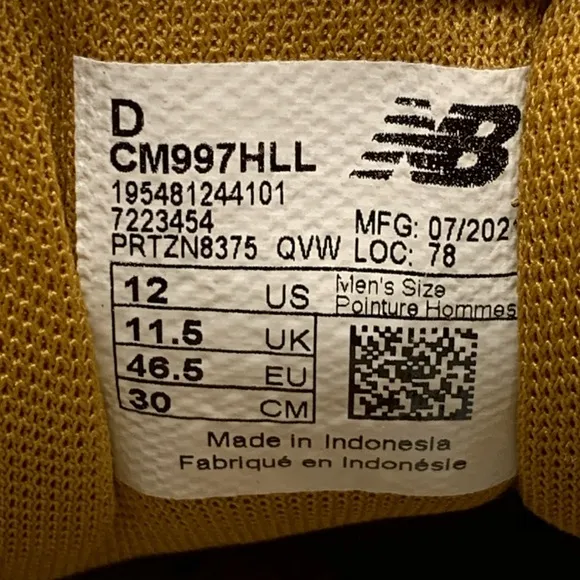 D
CM997HLL
NB
195481244101
7223454
MFG: 07/2021
PRTZN8375 QVW LOC: 78
12 US
Men's Size
Pointure Hommes
11.5 UK
46.5 EU
30 CM
Made in Indonesia
Fabriqué en Indonésie